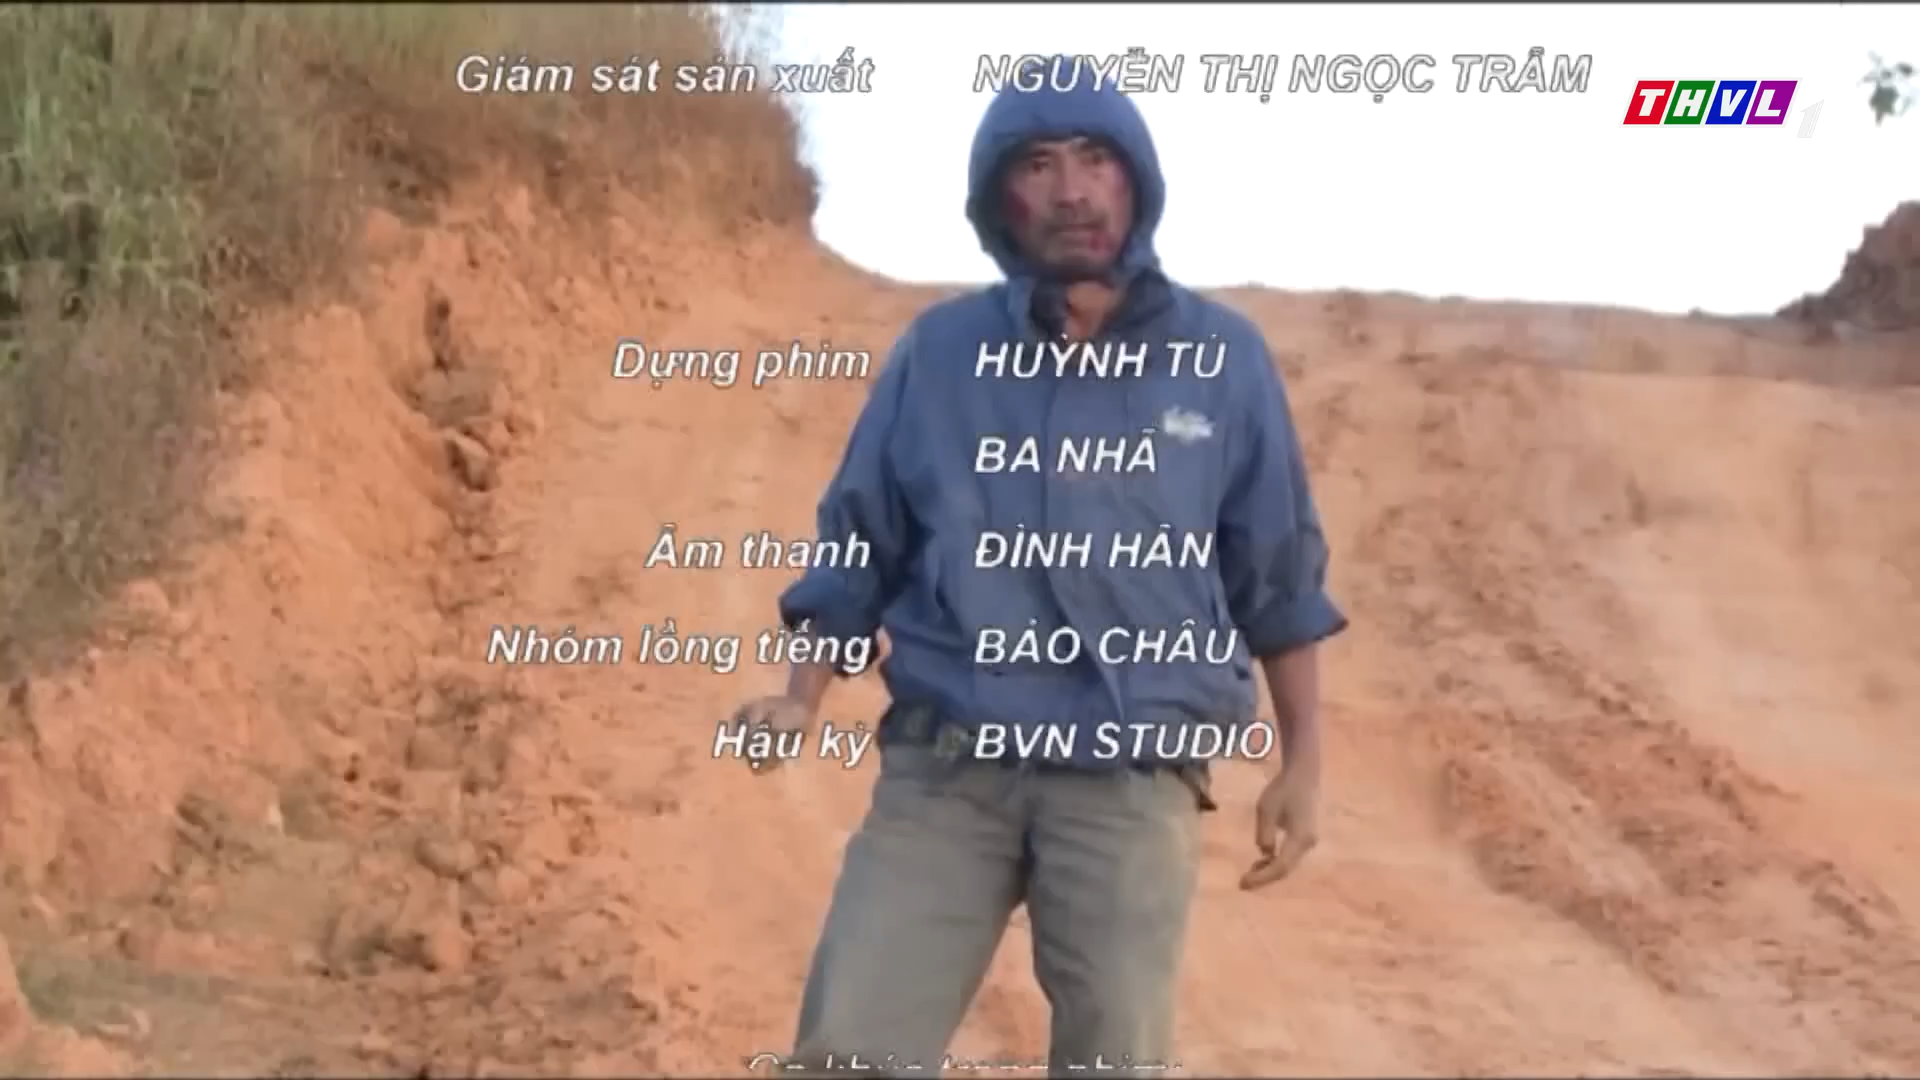 Giám sát sản xuất NGUYỄN THỊ NGỌC TRÂM
THVL 1
Dựng phim HUỲNH TÚ
BA NHÃ
Âm thanh ĐÌNH HÂN
Nhóm lồng tiếng BẢO CHÂU
Hậu kỳ BVN STUDIO